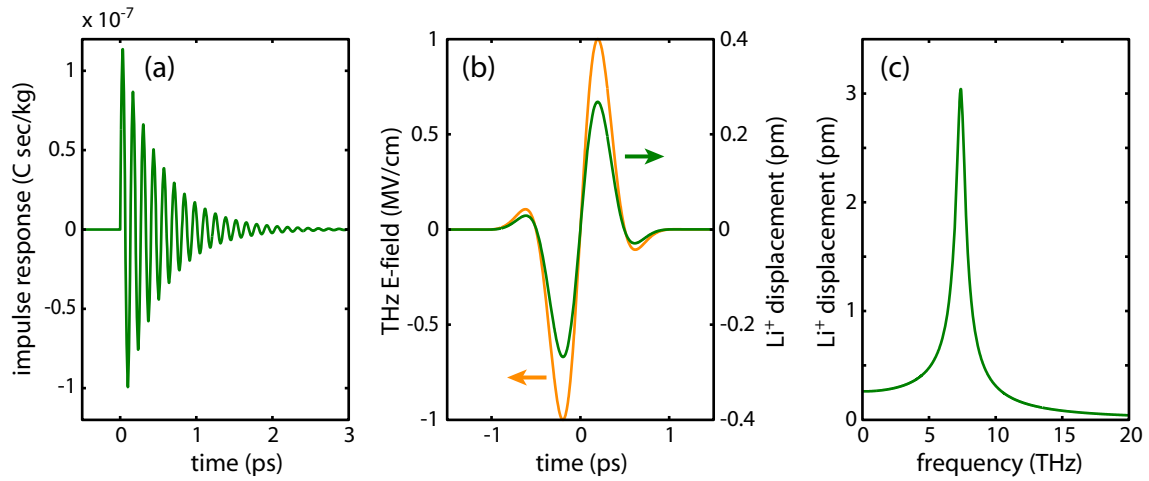 x 10⁻⁷
(a)
impulse response (C sec/kg)
1
0.5
0
-0.5
-1
0
1
2
3
time (ps)
(b)
THz E-field (MV/cm)
1
0.5
0
-0.5
-1
-1
0
1
time (ps)
0.4
0.2
0
-0.2
-0.4
Li⁺ displacement (pm)
(c)
Li⁺ displacement (pm)
3
2
1
0
0
5
10
15
20
frequency (THz)